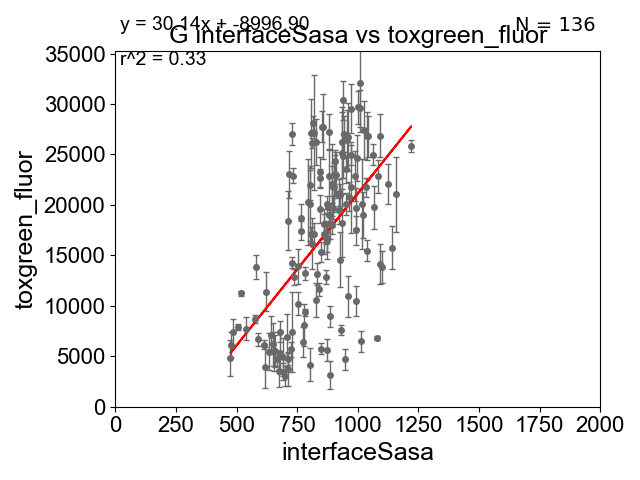 y = 30.14x + -8996.90
N = 136
G interfaceSasa vs toxgreen_fluor
r^2 = 0.33
35000
30000
25000
20000
15000
10000
5000
0
toxgreen_fluor
0 250 500 750 1000 1250 1500 1750 2000
interfaceSasa